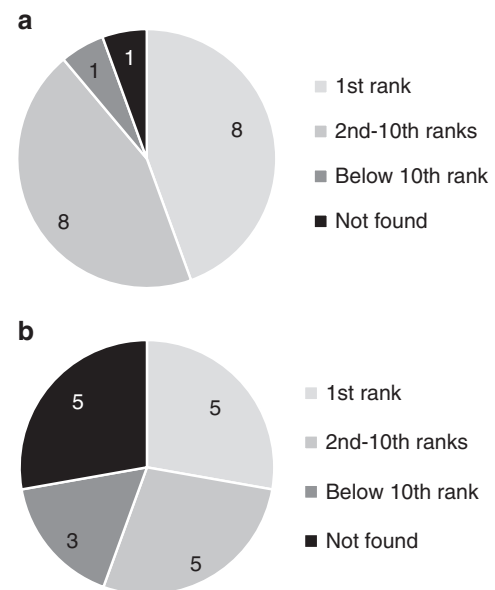 a
1
1
8
8
1st rank
2nd-10th ranks
Below 10th rank
Not found
b
5
5
3
5
1st rank
2nd-10th ranks
Below 10th rank
Not found